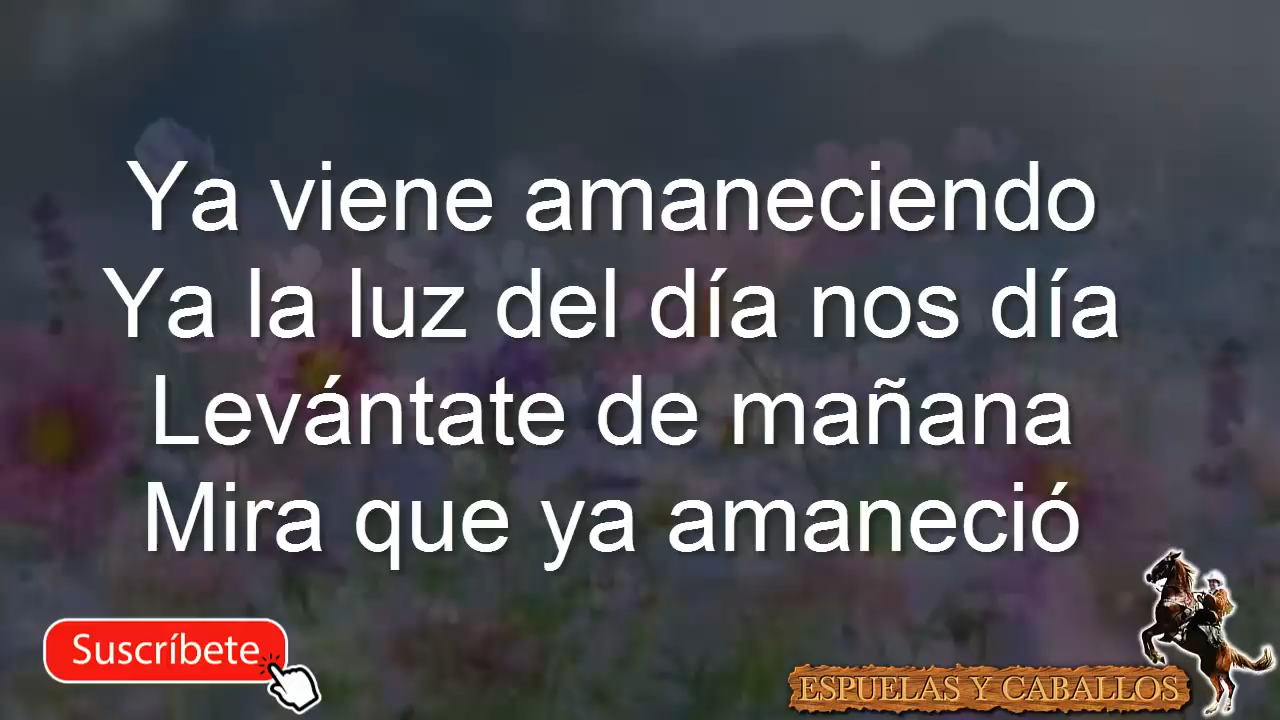 Ya viene amaneciendo
Ya la luz del día nos día
Levántate de mañana
Mira que ya amaneció
Suscríbete
ESPUELAS Y CABALLOS